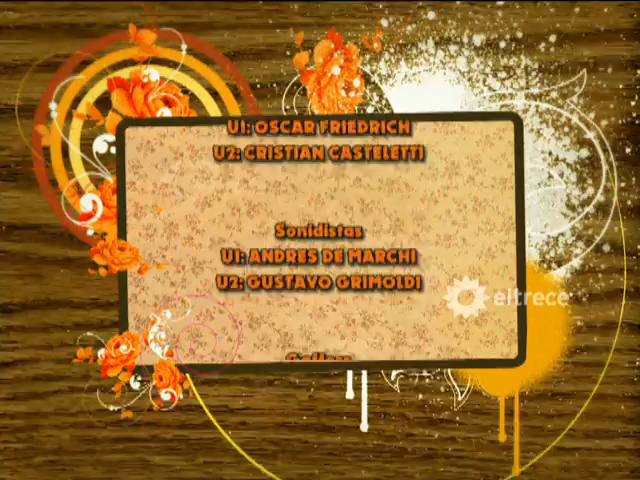 U1: OSCAR FRIEDRICH
U2: CRISTIAN CASTELETTI
Sonidistas
U1: ANDRES DE MARCHI
U2: GUSTAVO GRIMOLDI
eltrece